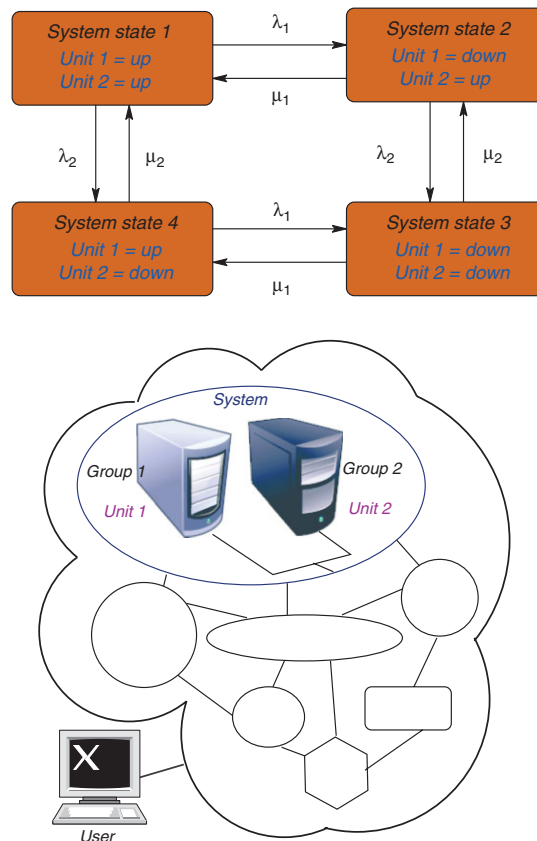 System state 1
Unit 1 = up
Unit 2 = up
λ1
μ1
System state 2
Unit 1 = down
Unit 2 = up
λ2
μ2
λ2
μ2
System state 4
Unit 1 = up
Unit 2 = down
λ1
μ1
System state 3
Unit 1 = down
Unit 2 = down
System
Group 1
Unit 1
Group 2
Unit 2
X
User